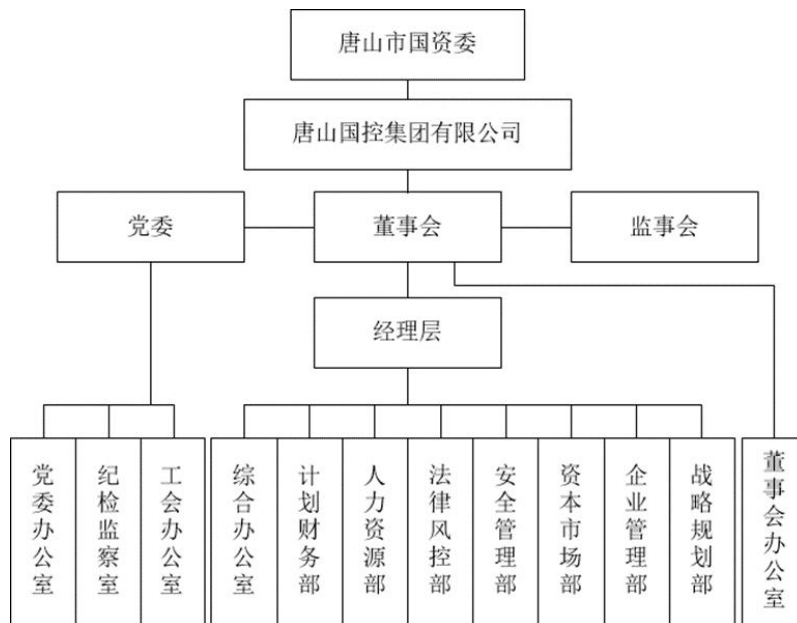 唐山市国资委
唐山国控集团有限公司
党委
董事会
监事会
经理层
党委办公室
纪检监察室
工会办公室
综合办公室
计划财务部
人力资源部
法律风控部
安全管理部
资本市场部
企业管理部
战略规划部
董事会办公室